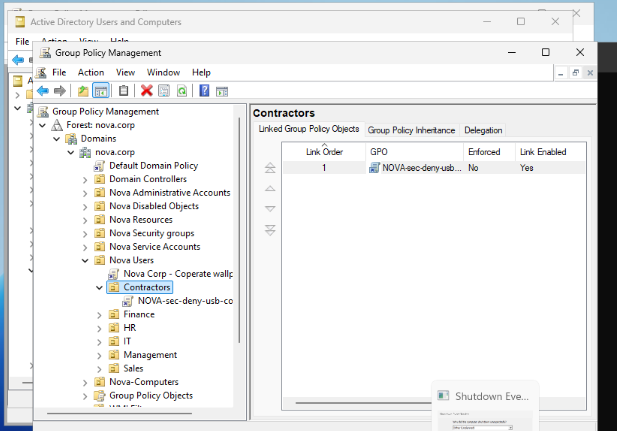 Active Directory Users and Computers
File Action View Help
Group Policy Management
File Action View Window Help
Group Policy Management
Forest: nova.corp
Domains
nova.corp
Default Domain Policy
Domain Controllers
Nova Administrative Accounts
Nova Disabled Objects
Nova Resources
Nova Security groups
Nova Service Accounts
Nova Users
Nova Corp - Coperate wallp
Contractors
NOVA-sec-deny-usb-co
Finance
HR
IT
Management
Sales
Nova-Computers
Group Policy Objects
Contractors
Linked Group Policy Objects Group Policy Inheritance Delegation
Link Order GPO Enforced Link Enabled
1 NOVA-sec-deny-usb... No Yes
Shutdown Eve...